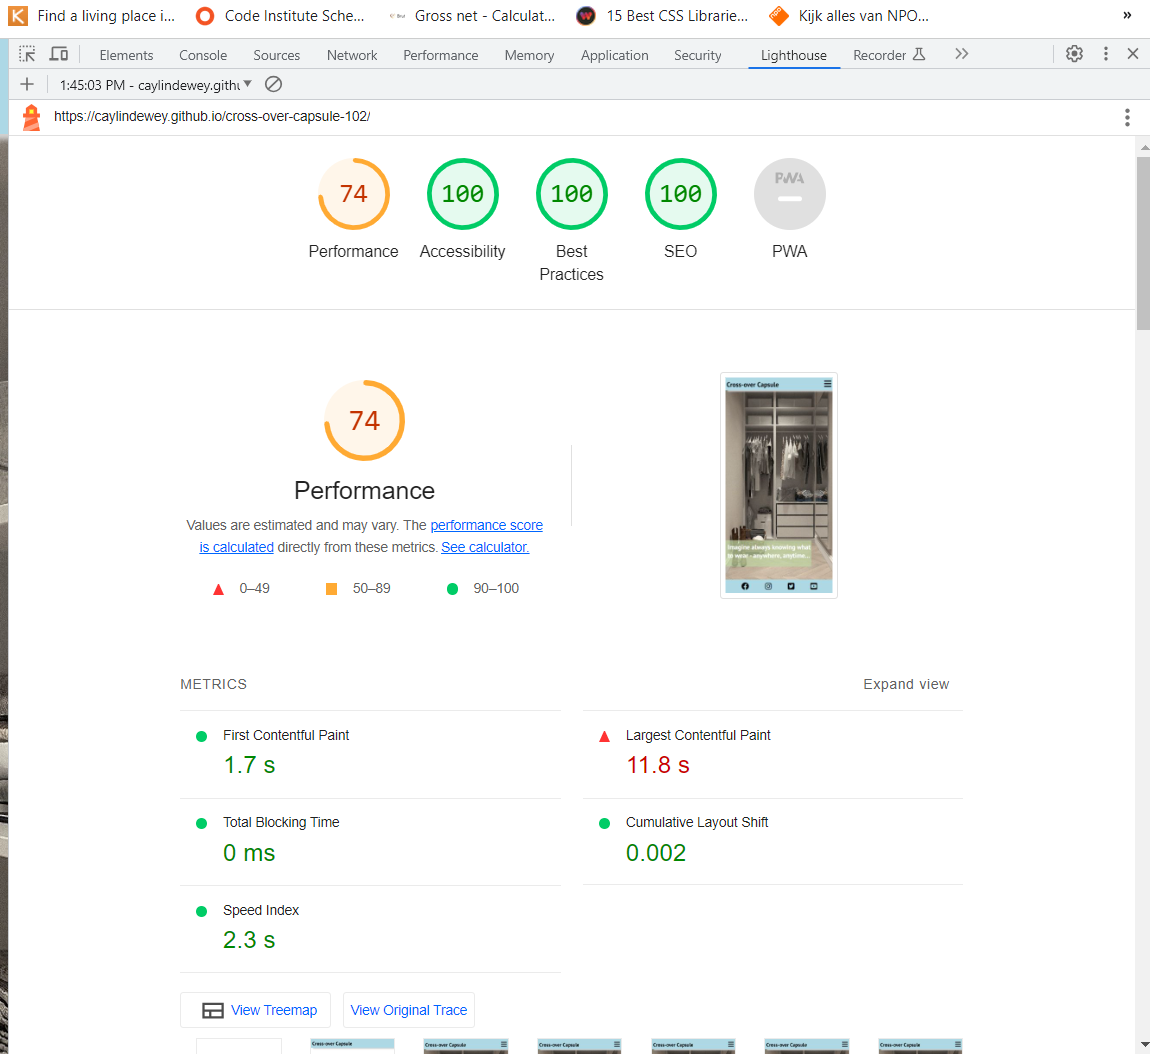 Find a living place i... Code Institute Sche... Gross net - Calculat... 15 Best CSS Librarie... Kijk alles van NPO... »
Elements Console Sources Network Performance Memory Application Security Lighthouse Recorder
1:45:03 PM - caylindewey.githu
https://caylindewey.github.io/cross-over-capsule-102/
74 100 100 100 PWA
Performance Accessibility Best Practices SEO PWA
Cross-over Capsule
Imagine always knowing what
to wear - anywhere, anytime...
74
Performance
Values are estimated and may vary. The performance score
is calculated directly from these metrics. See calculator.
0–49 50–89 90–100
METRICS Expand view
First Contentful Paint Largest Contentful Paint
1.7 s 11.8 s
Total Blocking Time Cumulative Layout Shift
0 ms 0.002
Speed Index
2.3 s
View Treemap View Original Trace
Cross-over Capsule Cross-over Capsule Cross-over Capsule Cross-over Capsule Cross-over Capsule Cross-over Capsule